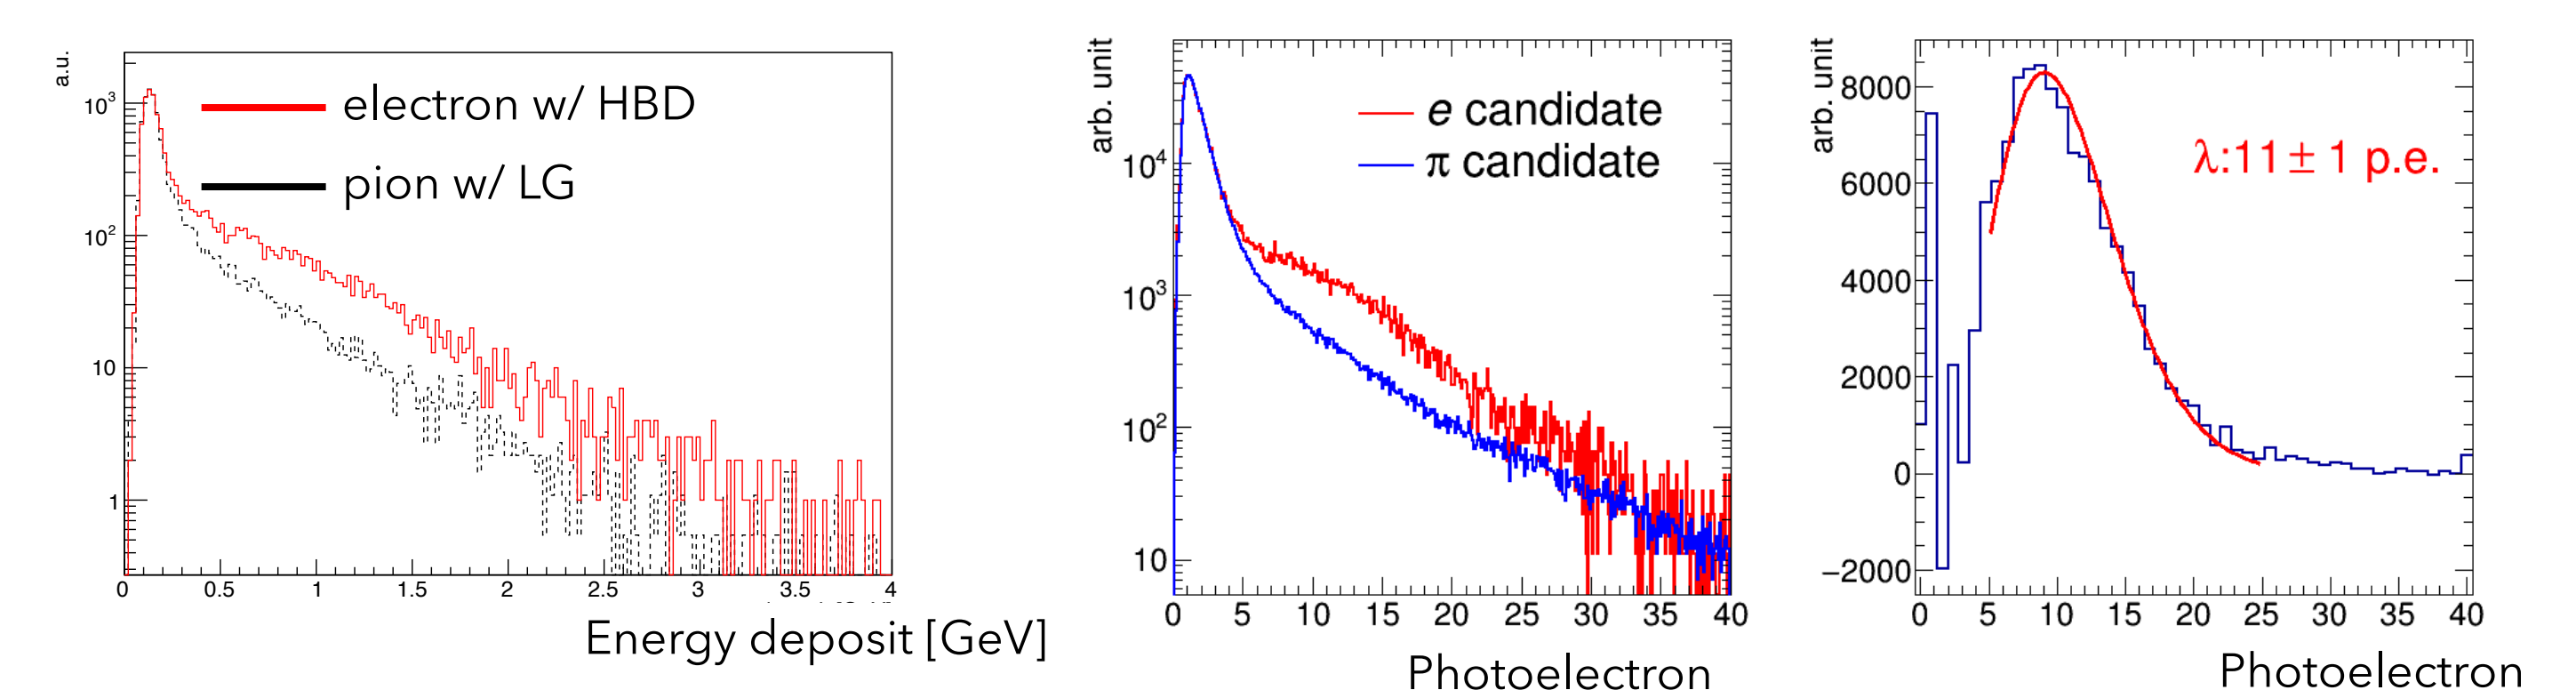 a.u.
10³
10²
10
1
electron w/ HBD
pion w/ LG
0 0.5 1 1.5 2 2.5 3 3.5 4
Energy deposit [GeV]
arb. unit
10⁴
10³
10²
10
e candidate
π candidate
0 5 10 15 20 25 30 35 40
Photoelectron
arb. unit
8000
6000
4000
2000
0
−2000
λ:11 ± 1 p.e.
0 5 10 15 20 25 30 35 40
Photoelectron